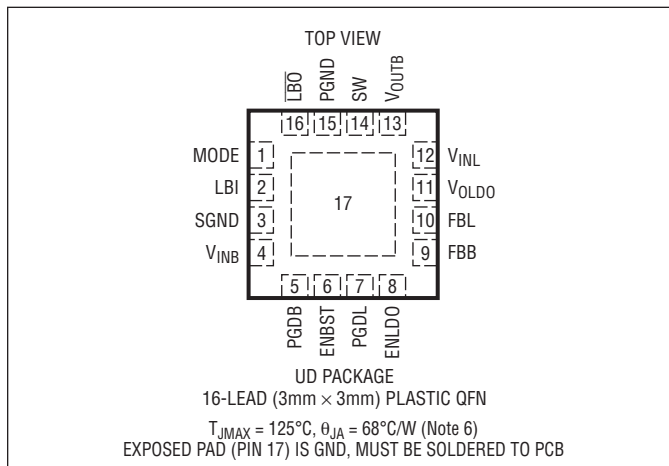 TOP VIEW
LBO PGND SW VOUTB
16 15 14 13
MODE 1 12 VINL
LBI 2 11 VOLDO
17
SGND 3 10 FBL
VINB 4 9 FBB
5 6 7 8
PGDB ENBST PGDL ENLDO
UD PACKAGE
16-LEAD (3mm × 3mm) PLASTIC QFN
TJMAX = 125°C, θJA = 68°C/W (Note 6)
EXPOSED PAD (PIN 17) IS GND, MUST BE SOLDERED TO PCB